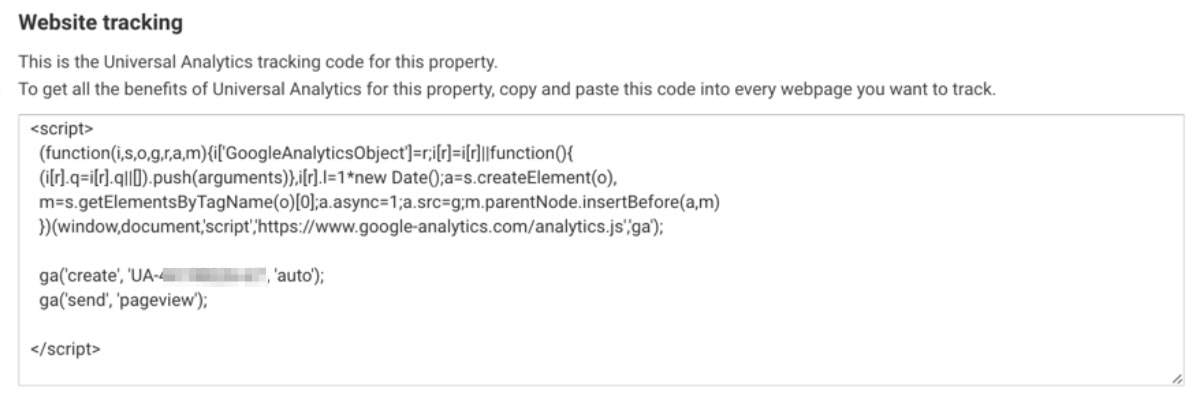 Website tracking
This is the Universal Analytics tracking code for this property.
To get all the benefits of Universal Analytics for this property, copy and paste this code into every webpage you want to track.
<script>
(function(i,s,o,g,r,a,m){i['GoogleAnalyticsObject']=r;i[r]=i[r]||function(){
(i[r].q=i[r].q||[]).push(arguments)},i[r].l=1*new Date();a=s.createElement(o),
m=s.getElementsByTagName(o)[0];a.async=1;a.src=g;m.parentNode.insertBefore(a,m)
})(window,document,'script','https://www.google-analytics.com/analytics.js','ga');
ga('create', 'UA-4 , 'auto');
ga('send', 'pageview');
</script>